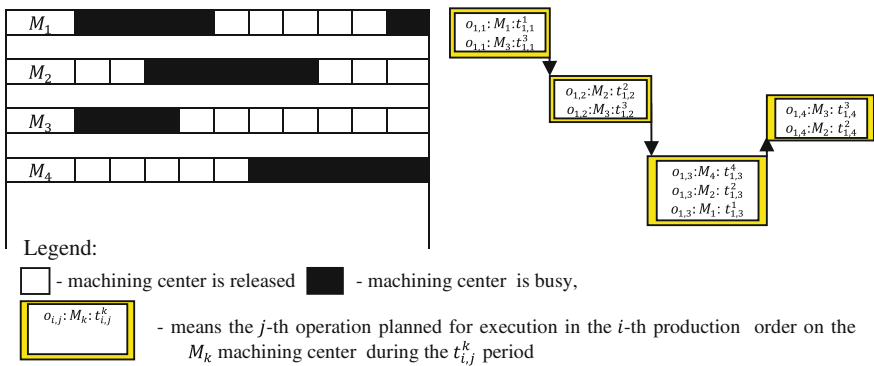 M₁
M₂
M₃
M₄
o₁,₁: M₁:t¹₁,₁
o₁,₁: M₃:t³₁,₁
o₁,₂:M₂: t²₁,₂
o₁,₂:M₃:t³₁,₂
o₁,₄:M₃: t³₁,₄
o₁,₄: M₂: t²₁,₄
o₁,₃:M₄: t⁴₁,₃
o₁,₃:M₂: t²₁,₃
o₁,₃: M₁: t¹₁,₃
Legend:
- machining center is released
- machining center is busy,
oᵢ,ⱼ: Mₖ: tᵏᵢ,ⱼ
- means the j-th operation planned for execution in the i-th production order on the
Mₖ machining center during the tᵏᵢ,ⱼ period